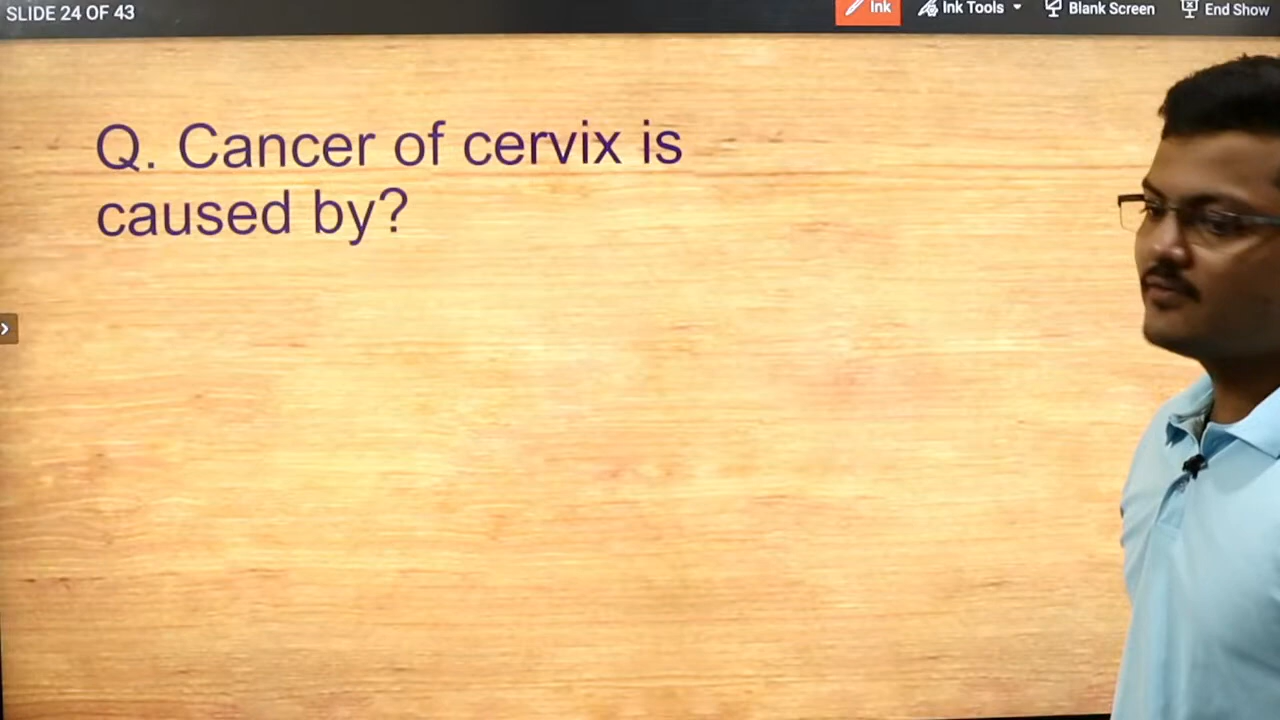 SLIDE 24 OF 43
Ink Ink Tools Blank Screen End Show
Q. Cancer of cervix is
caused by?